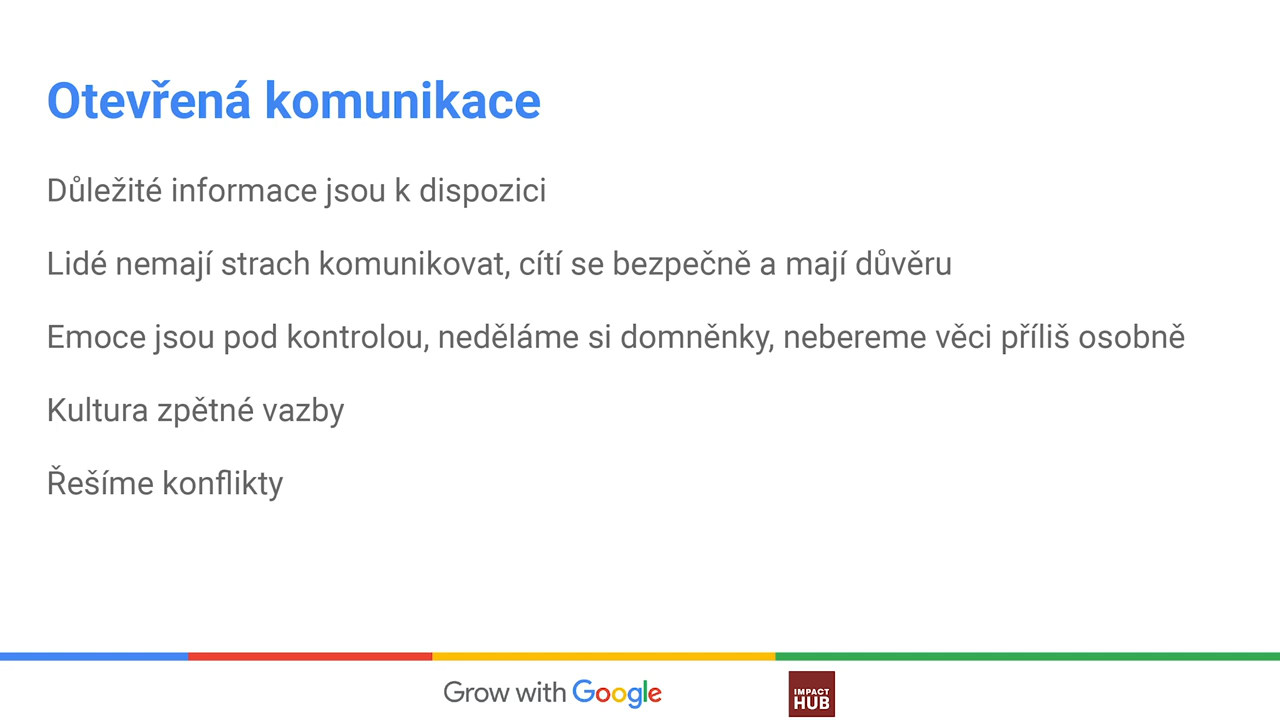 Otevřená komunikace
Důležité informace jsou k dispozici
Lidé nemají strach komunikovat, cítí se bezpečně a mají důvěru
Emoce jsou pod kontrolou, neděláme si domněnky, nebereme věci příliš osobně
Kultura zpětné vazby
Řešíme konflikty
Grow with Google
IMPACT
HUB